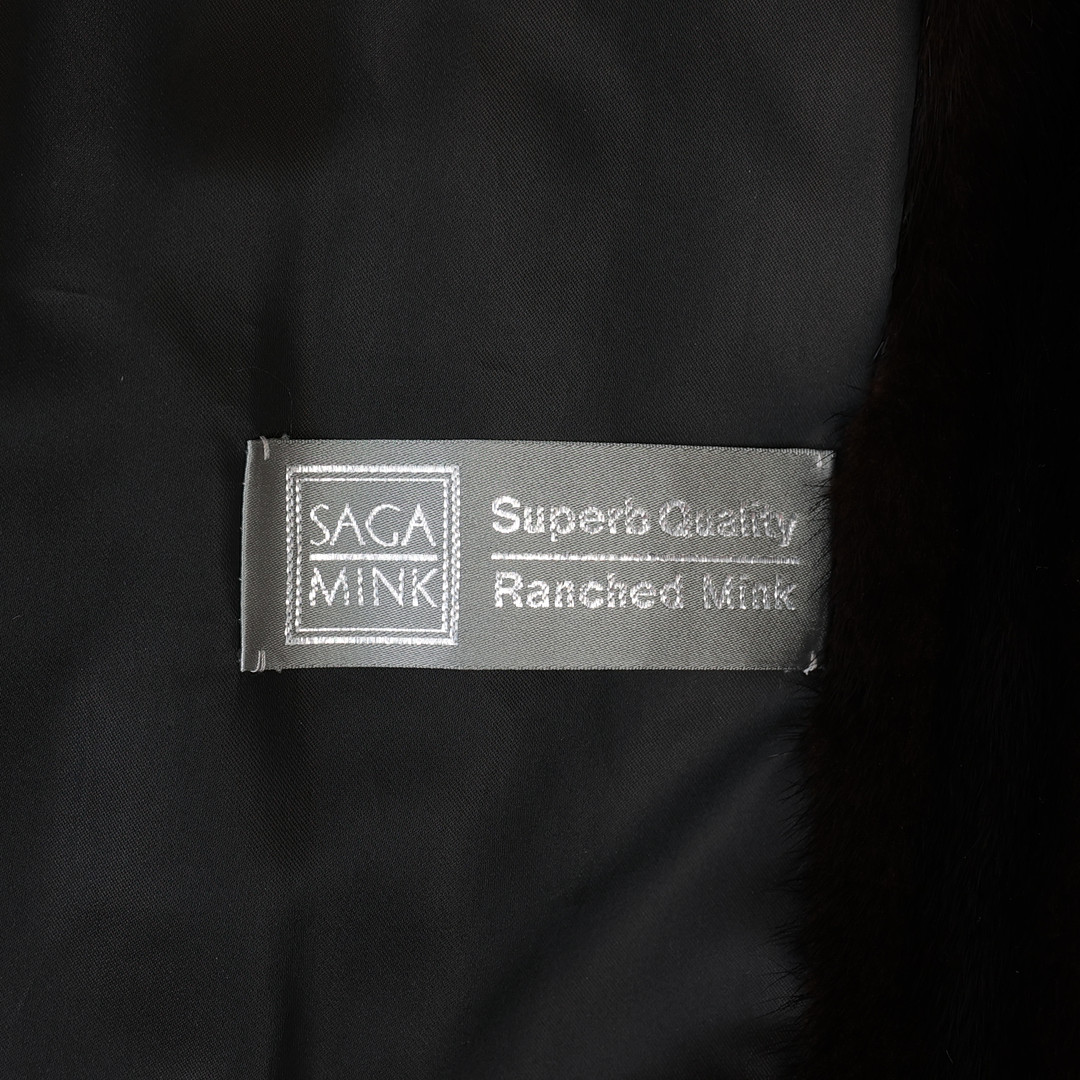 SAGA
MINK
Superb Quality
Ranched Mink